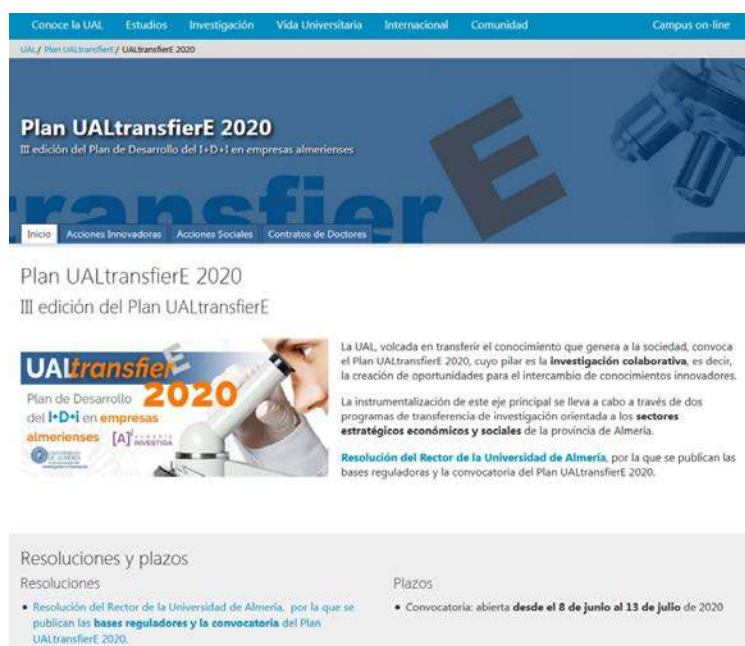 Conoce la UAL Estudios Investigación Vida Universitaria Internacional Comunidad Campus on-line
UAL / Plan UALtransfierE / UALtransfierE 2020
Plan UALtransfierE 2020
III edición del Plan de Desarrollo del I+D+I en empresas almerienses
transfierE
Inicio Acciones Innovadoras Acciones Sociales Contratos de Doctores
Plan UALtransfierE 2020
III edición del Plan UALtransfierE
UALtransfierE
2020
Plan de Desarrollo
del I+D+i en empresas
almerienses
[A] ALMERÍA INVESTIGA
UNIVERSIDAD
DE ALMERÍA
La UAL, volcada en transferir el conocimiento que genera a la sociedad, convoca
el Plan UALtransfierE 2020, cuyo pilar es la investigación colaborativa, es decir,
la creación de oportunidades para el intercambio de conocimientos innovadores.
La instrumentalización de este eje principal se lleva a cabo a través de dos
programas de transferencia de investigación orientada a los sectores
estratégicos económicos y sociales de la provincia de Almería.
Resolución del Rector de la Universidad de Almería, por la que se publican las
bases reguladoras y la convocatoria del Plan UALtransfierE 2020.
Resoluciones y plazos
Resoluciones
• Resolución del Rector de la Universidad de Almería, por la que se
publican las bases reguladores y la convocatoria del Plan
UALtransfierE 2020.
Plazos
• Convocatoria: abierta desde el 8 de junio al 13 de julio de 2020